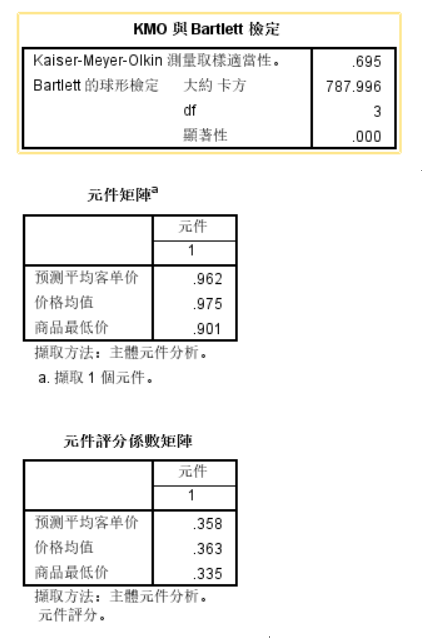 KMO 與 Bartlett 檢定
Kaiser-Meyer-Olkin 測量取樣適當性。 .695
Bartlett 的球形檢定 大約 卡方 787.996
df 3
顯著性 .000
元件矩陣a
元件
1
预测平均客单价 .962
价格均值 .975
商品最低价 .901
擷取方法：主體元件分析。
a. 擷取 1 個元件。
元件評分係數矩陣
元件
1
预测平均客单价 .358
价格均值 .363
商品最低价 .335
擷取方法：主體元件分析。
元件評分。